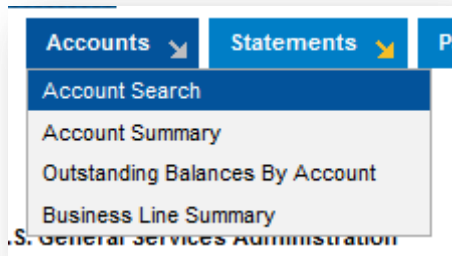 Accounts Statements P
Account Search
Account Summary
Outstanding Balances By Account
Business Line Summary
.S. General Services Administration